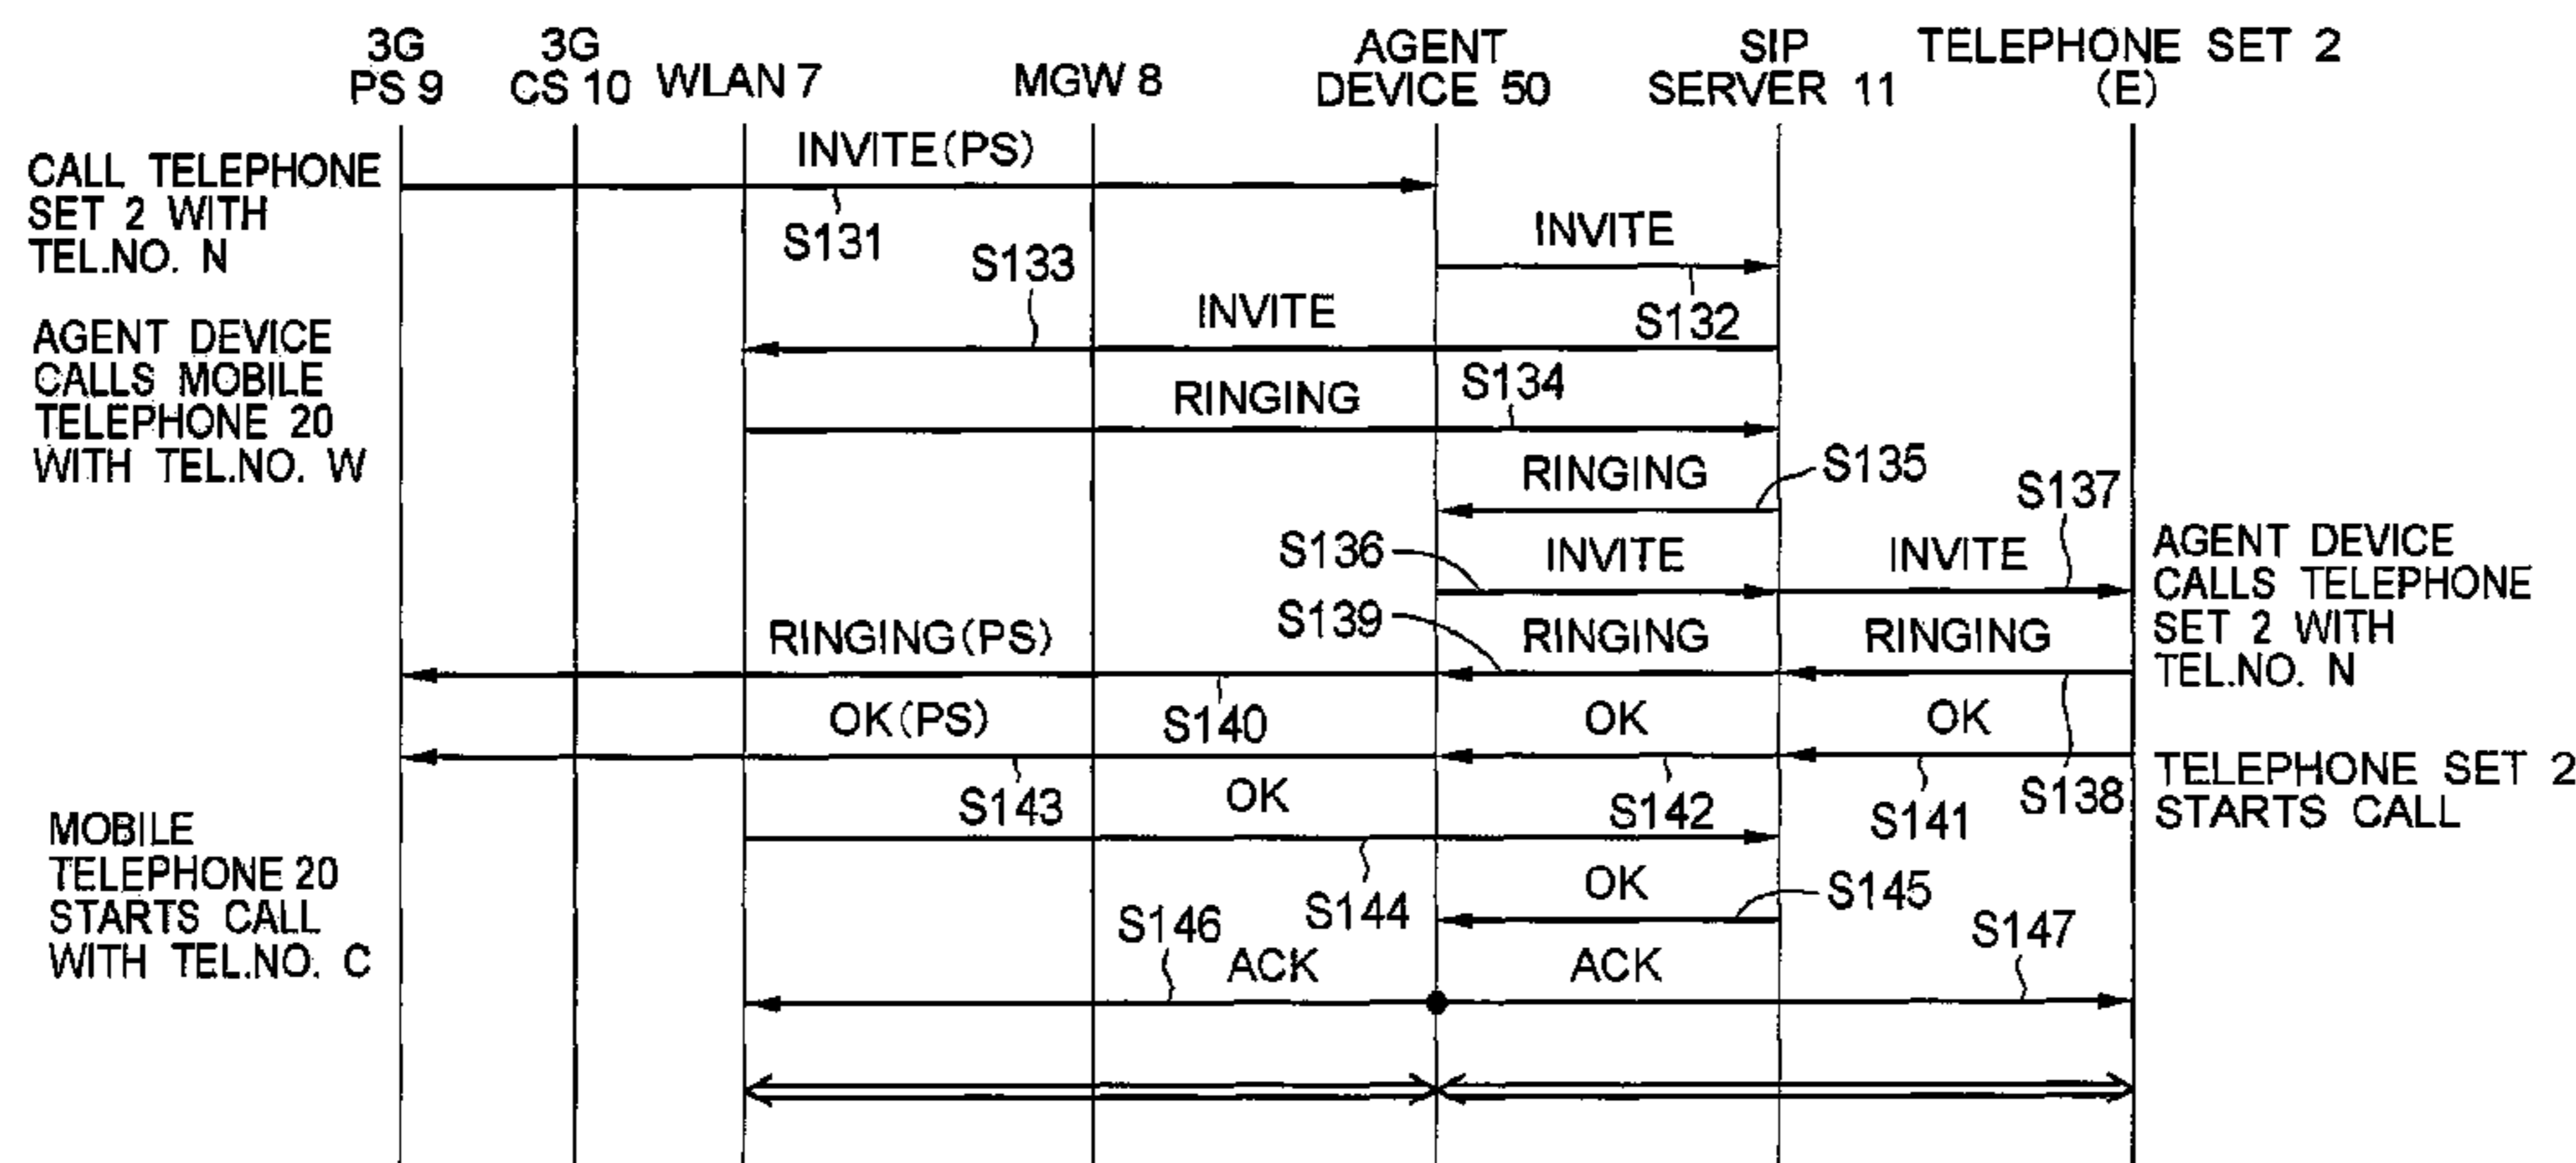 3G
PS 9
3G
CS 10
WLAN 7
MGW 8
AGENT
DEVICE 50
SIP
SERVER 11
TELEPHONE SET 2
(E)
CALL TELEPHONE
SET 2 WITH
TEL.NO. N
INVITE(PS)
S131
INVITE
S132
S133
INVITE
AGENT DEVICE
CALLS MOBILE
TELEPHONE 20
WITH TEL.NO. W
RINGING
S134
RINGING
S135
S136
INVITE
INVITE
S137
AGENT DEVICE
CALLS TELEPHONE
SET 2 WITH
TEL.NO. N
RINGING(PS)
S139
RINGING
RINGING
S140
S138
OK(PS)
OK
OK
S143
S142
S141
TELEPHONE SET 2
STARTS CALL
MOBILE
TELEPHONE 20
STARTS CALL
WITH TEL.NO. C
OK
S144
OK
S145
S146
ACK
ACK
S147